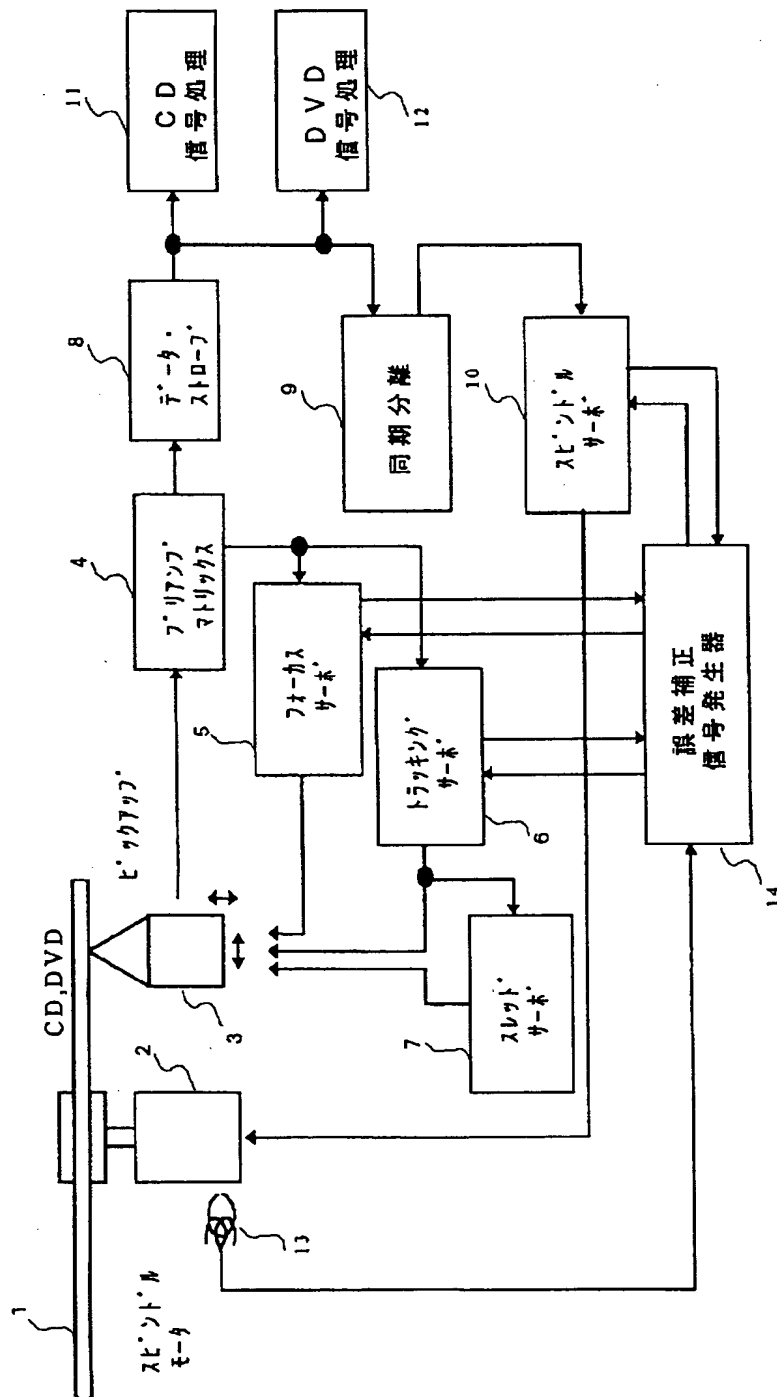 CD,DVD
ピックアップ
スピンドル
モータ
プリアンプ
マトリックス
データ・
ストローブ
CD
信号処理
DVD
信号処理
同期分離
フォーカス
サーボ
トラッキング
サーボ
スレッド
サーボ
スピンドル
サーボ
誤差補正
信号発生器
1
2
3
4
5
6
7
8
9
10
11
12
13
14